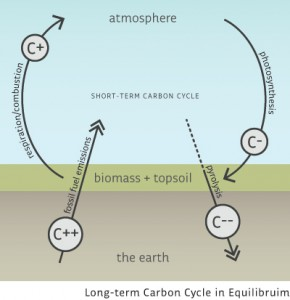 atmosphere
C+
respiration/combustion
photosynthesis
SHORT-TERM CARBON CYCLE
C-
biomass + topsoil
fossil fuel emissions
pyrolysis
C++
C--
the earth
Long-term Carbon Cycle in Equilibruim